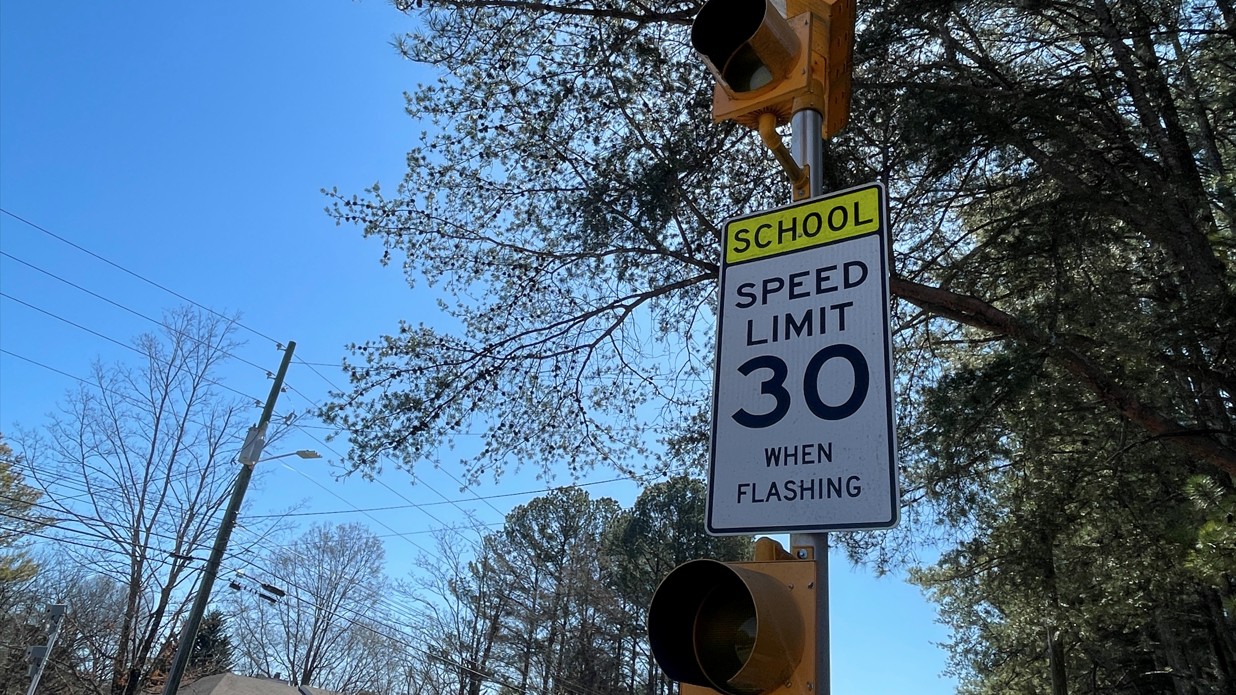 SCHOOL
SPEED
LIMIT
30
WHEN
FLASHING